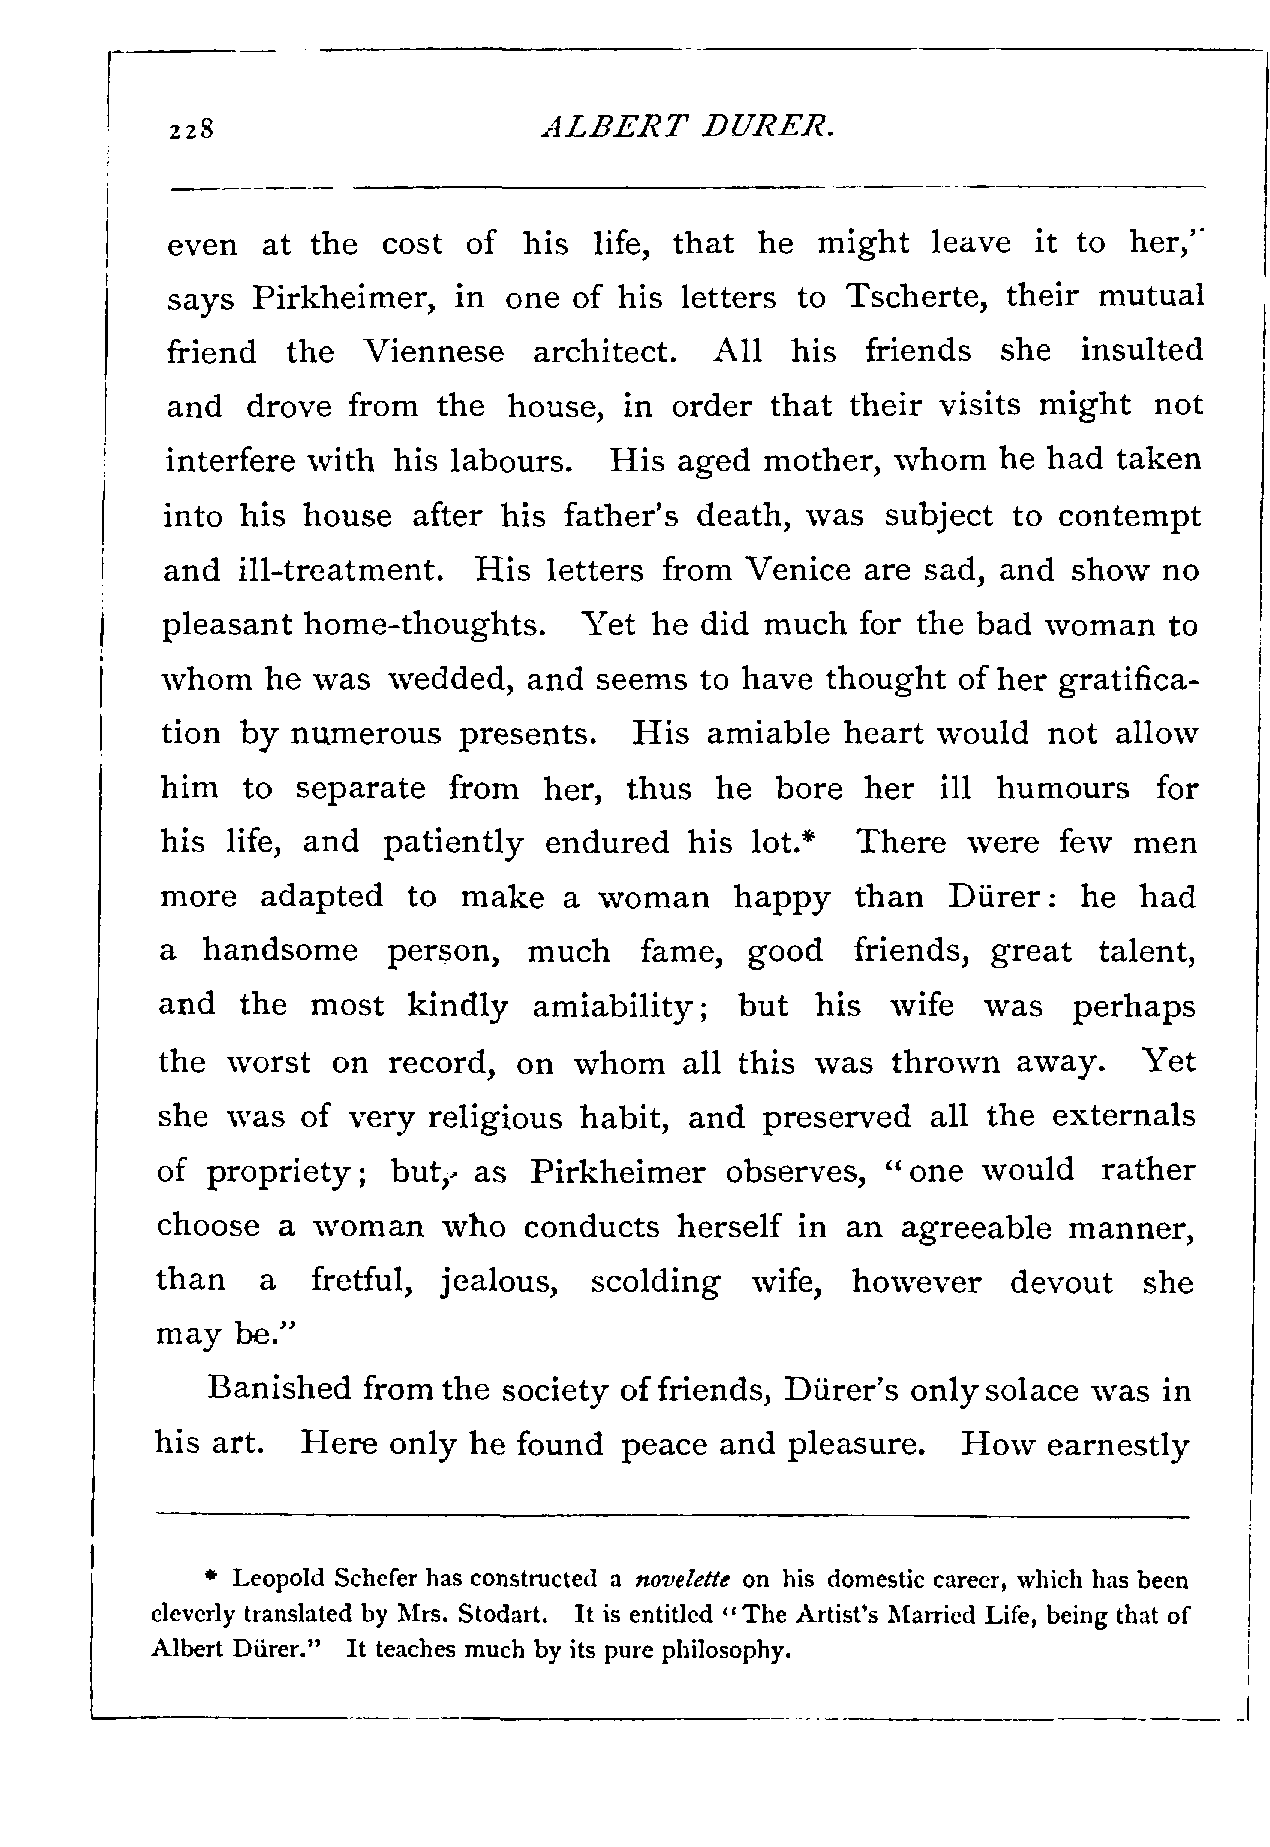 228
ALBERT DURER.
even at the cost of his life, that he might leave it to her,"
says Pirkheimer, in one of his letters to Tscherte, their mutual
friend the Viennese architect. All his friends she insulted
and drove from the house, in order that their visits might not
interfere with his labours. His aged mother, whom he had taken
into his house after his father's death, was subject to contempt
and ill-treatment. His letters from Venice are sad, and show no
pleasant home-thoughts. Yet he did much for the bad woman to
whom he was wedded, and seems to have thought of her gratifica-
tion by numerous presents. His amiable heart would not allow
him to separate from her, thus he bore her ill humours for
his life, and patiently endured his lot.* There were few men
more adapted to make a woman happy than Dürer: he had
a handsome person, much fame, good friends, great talent,
and the most kindly amiability; but his wife was perhaps
the worst on record, on whom all this was thrown away. Yet
she was of very religious habit, and preserved all the externals
of propriety; but, as Pirkheimer observes, "one would rather
choose a woman who conducts herself in an agreeable manner,
than a fretful, jealous, scolding wife, however devout she
may be."
Banished from the society of friends, Dürer's only solace was in
his art. Here only he found peace and pleasure. How earnestly
* Leopold Schefer has constructed a novelette on his domestic career, which has been
cleverly translated by Mrs. Stodart. It is entitled "The Artist's Married Life, being that of
Albert Dürer." It teaches much by its pure philosophy.